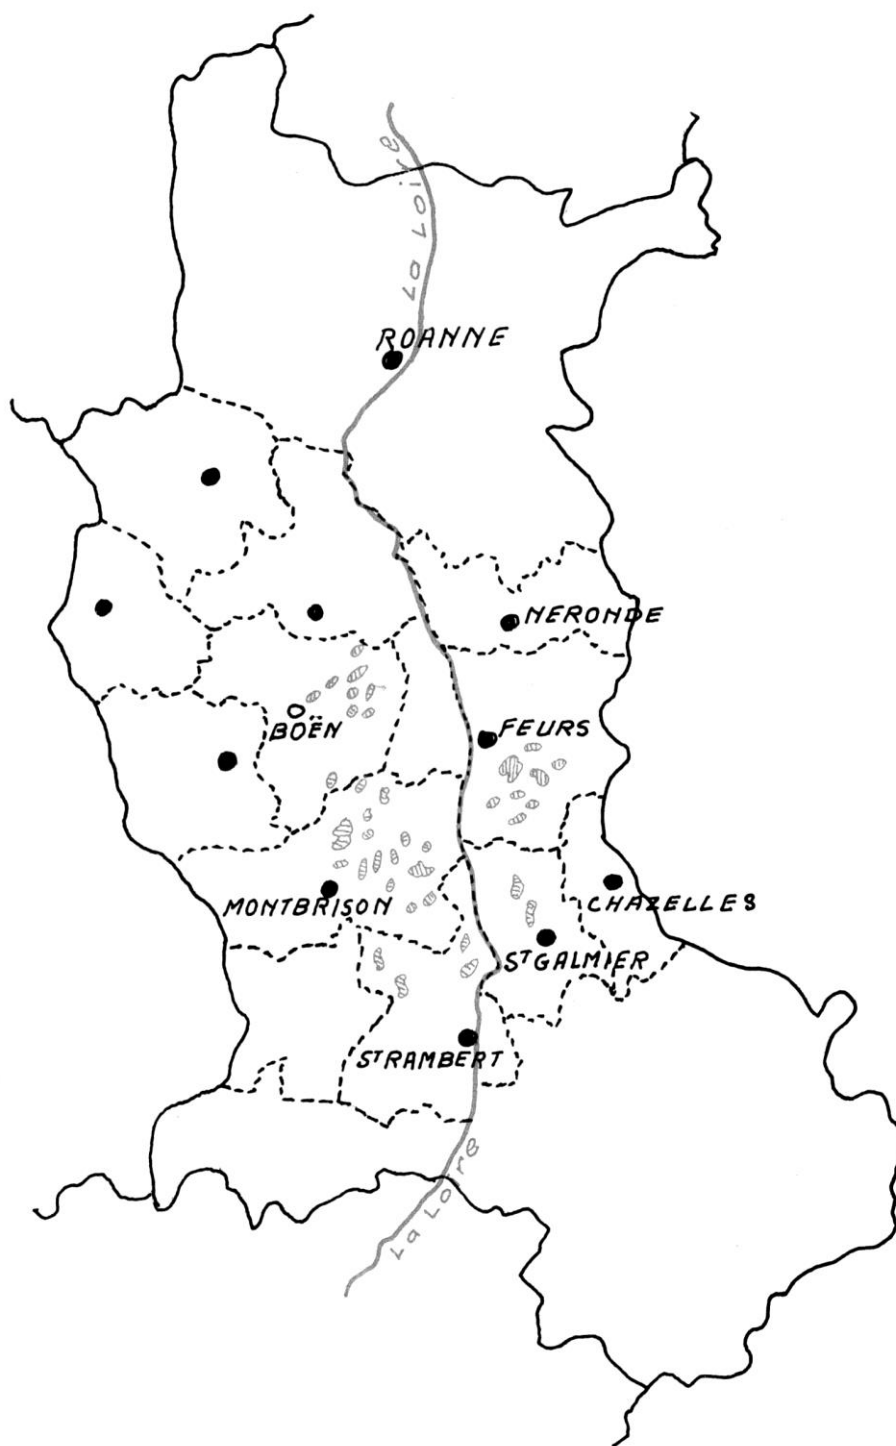 La Loire
ROANNE
NERONDE
BOËN
FEURS
MONTBRISON
CHAZELLES
ST GALMIER
ST RAMBERT
La Loire